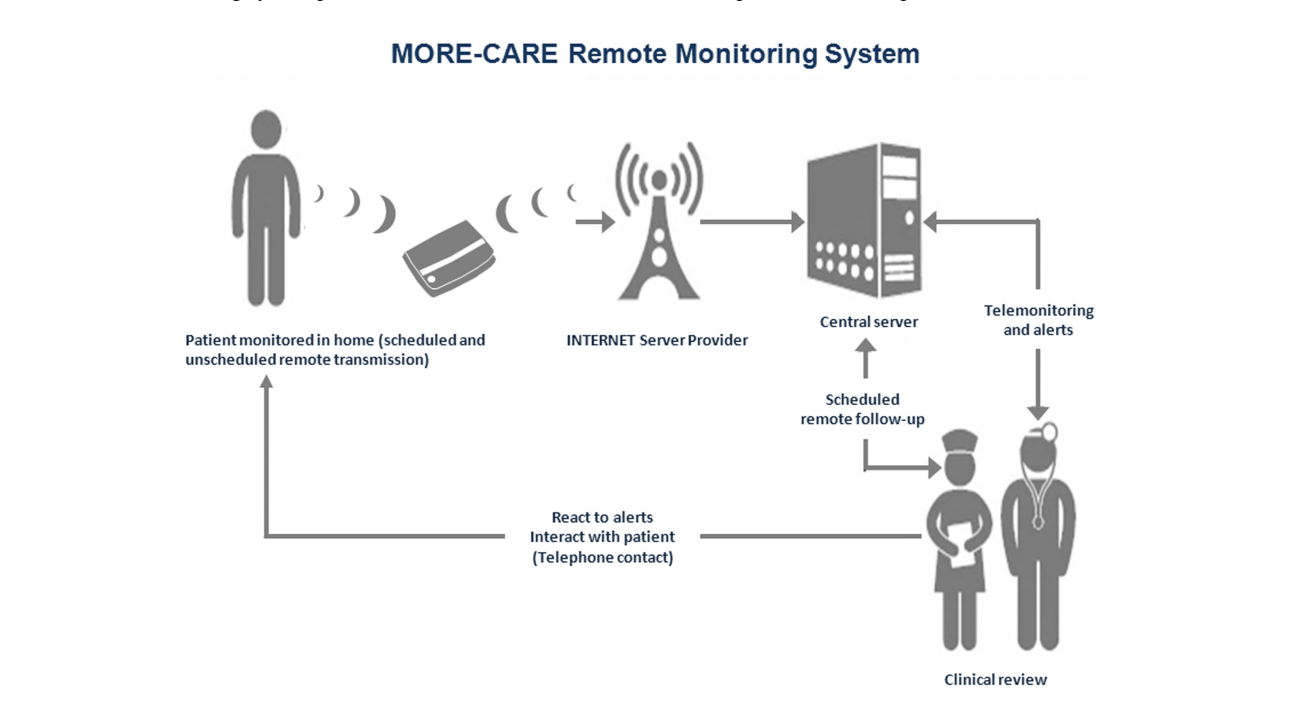 MORE-CARE Remote Monitoring System
Patient monitored in home (scheduled and
unscheduled remote transmission)
INTERNET Server Provider
Central server
Telemonitoring
and alerts
Scheduled
remote follow-up
React to alerts
Interact with patient
(Telephone contact)
Clinical review